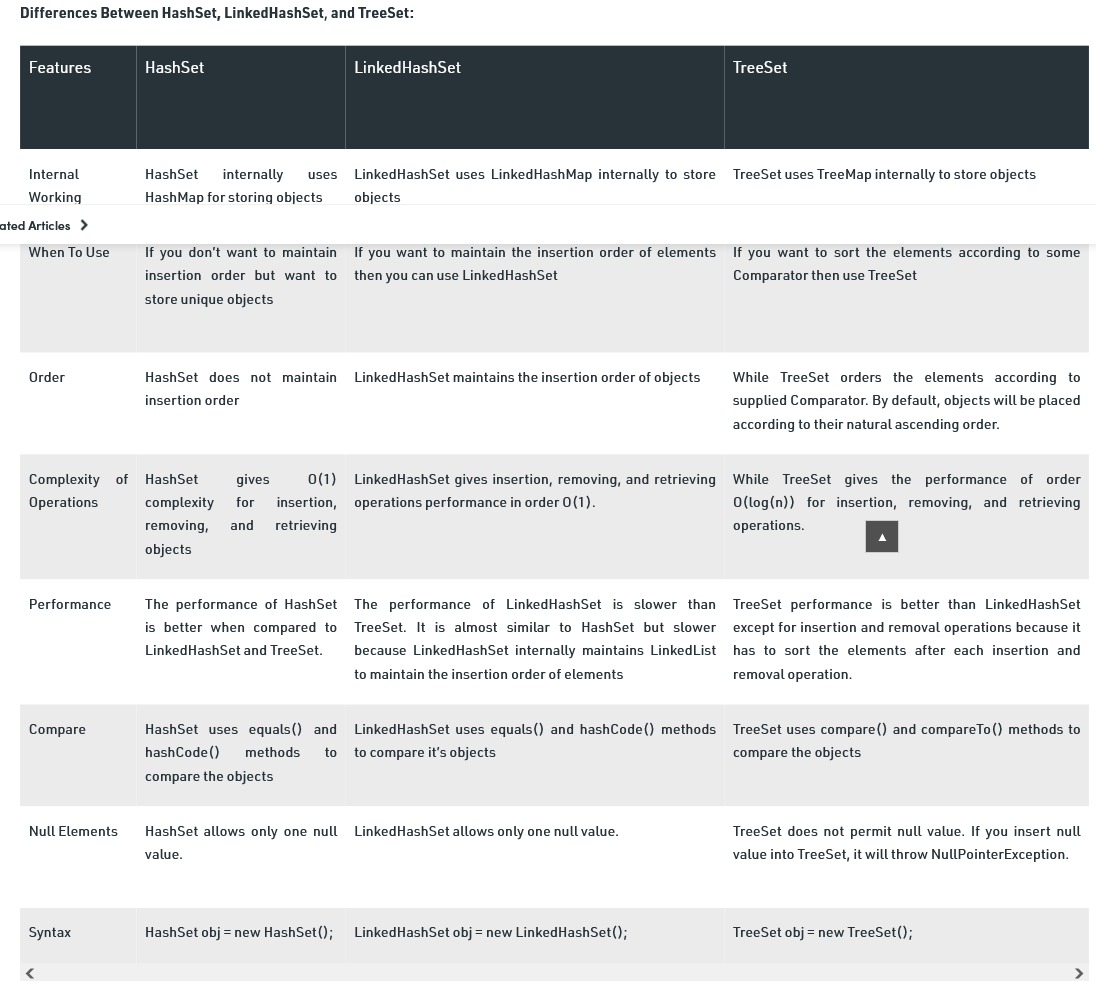 Differences Between HashSet, LinkedHashSet, and TreeSet:
Features
HashSet
LinkedHashSet
TreeSet
Internal
Working
HashSet internally uses
HashMap for storing objects
LinkedHashSet uses LinkedHashMap internally to store
objects
TreeSet uses TreeMap internally to store objects
ated Articles
When To Use
If you don’t want to maintain
insertion order but want to
store unique objects
If you want to maintain the insertion order of elements
then you can use LinkedHashSet
If you want to sort the elements according to some
Comparator then use TreeSet
Order
HashSet does not maintain
insertion order
LinkedHashSet maintains the insertion order of objects
While TreeSet orders the elements according to
supplied Comparator. By default, objects will be placed
according to their natural ascending order.
Complexity of
Operations
HashSet gives O(1)
complexity for insertion,
removing, and retrieving
objects
LinkedHashSet gives insertion, removing, and retrieving
operations performance in order O(1).
While TreeSet gives the performance of order
O(log(n)) for insertion, removing, and retrieving
operations.
Performance
The performance of HashSet
is better when compared to
LinkedHashSet and TreeSet.
The performance of LinkedHashSet is slower than
TreeSet. It is almost similar to HashSet but slower
because LinkedHashSet internally maintains LinkedList
to maintain the insertion order of elements
TreeSet performance is better than LinkedHashSet
except for insertion and removal operations because it
has to sort the elements after each insertion and
removal operation.
Compare
HashSet uses equals() and
hashCode() methods to
compare the objects
LinkedHashSet uses equals() and hashCode() methods
to compare it’s objects
TreeSet uses compare() and compareTo() methods to
compare the objects
Null Elements
HashSet allows only one null
value.
LinkedHashSet allows only one null value.
TreeSet does not permit null value. If you insert null
value into TreeSet, it will throw NullPointerException.
Syntax
HashSet obj = new HashSet();
LinkedHashSet obj = new LinkedHashSet();
TreeSet obj = new TreeSet();